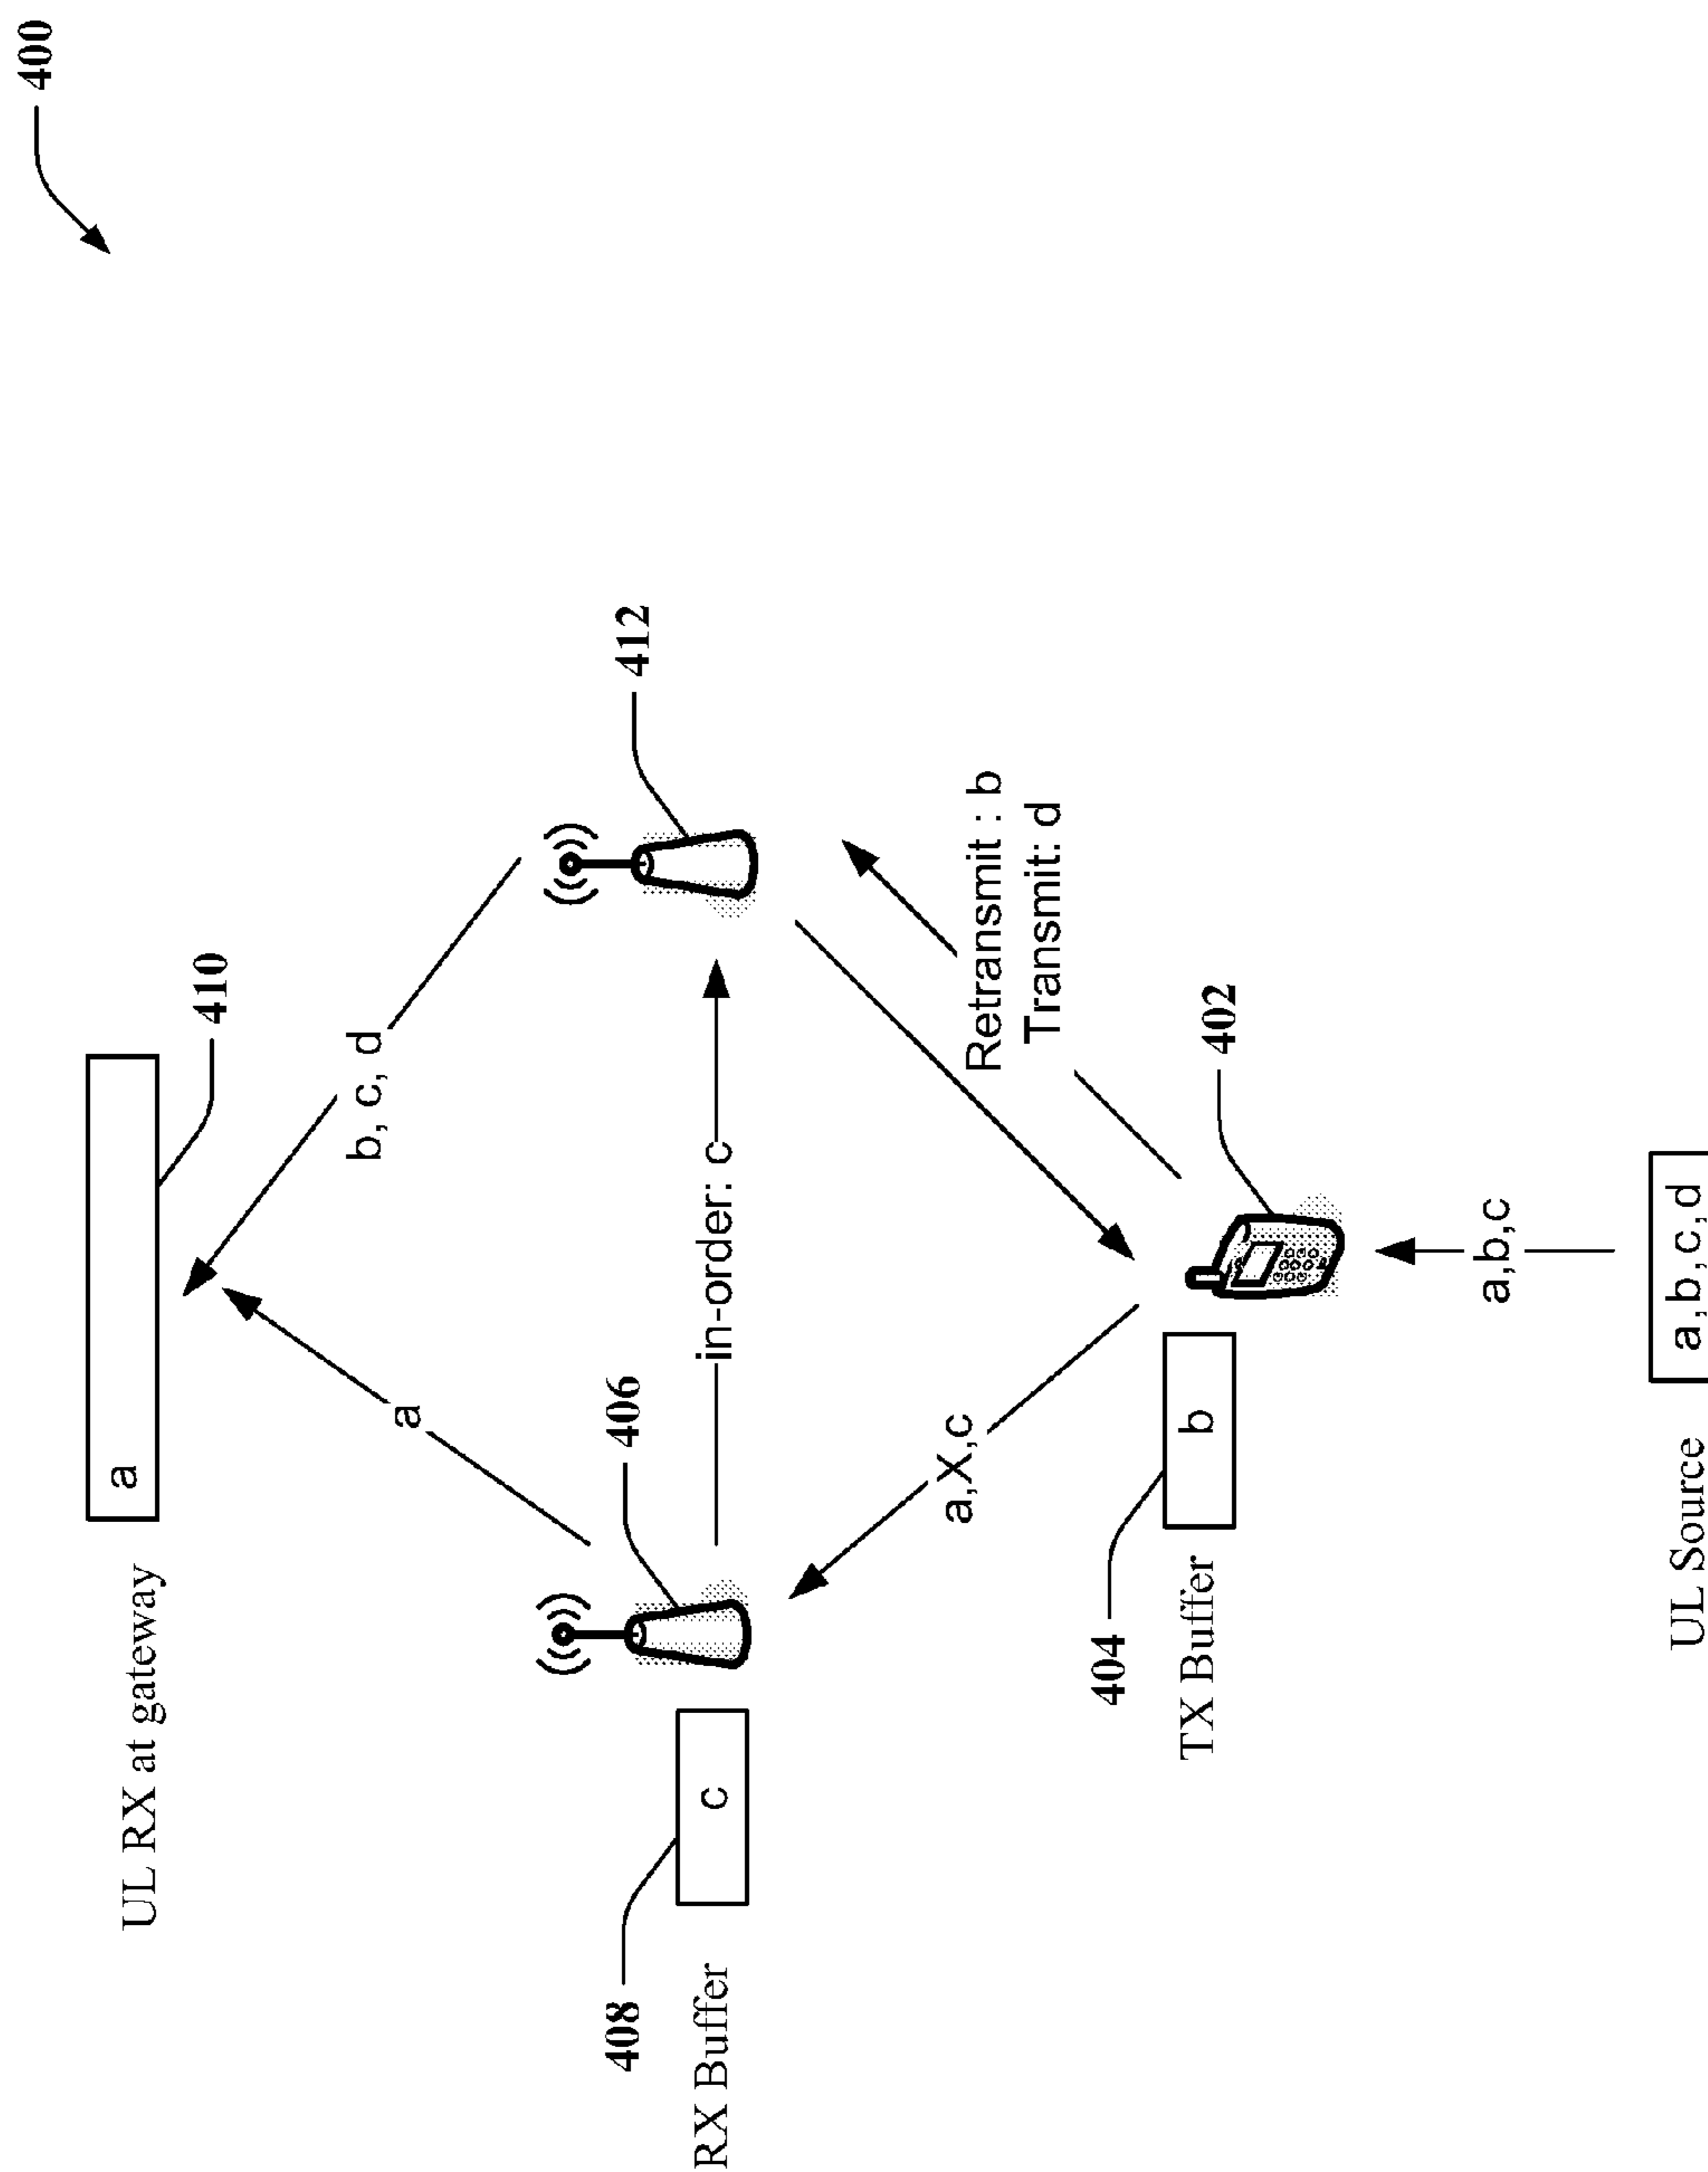 400
UL RX at gateway
a
410
a
b, c, d
406
412
408
c
RX Buffer
in-order: c
a,X,c
Retransmit : b
Transmit: d
404
b
TX Buffer
402
a,b,c
UL Source
a,b,c,d